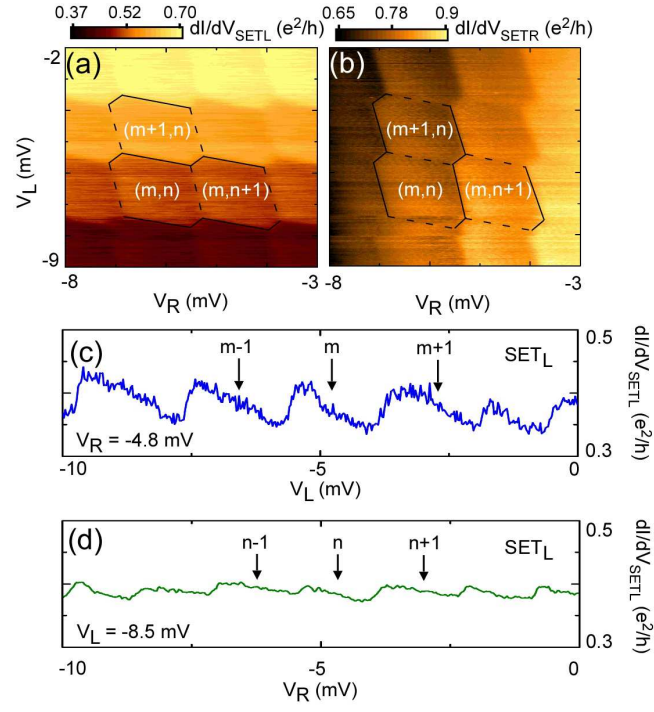 0.37 0.52 0.70 dI/dV_SETL (e²/h)
0.65 0.78 0.9 dI/dV_SETR (e²/h)
(a)
-2
V_L (mV)
-9
(m+1,n)
(m,n) (m,n+1)
-8 -3
V_R (mV)
(b)
(m+1,n)
(m,n) (m,n+1)
-8 -3
V_R (mV)
(c)
m-1 m m+1
SET_L
V_R = -4.8 mV
0.5
0.3
dI/dV_SETL (e²/h)
-10 -5 0
V_L (mV)
(d)
n-1 n n+1
SET_L
V_L = -8.5 mV
0.5
0.3
dI/dV_SETL (e²/h)
-10 -5 0
V_R (mV)